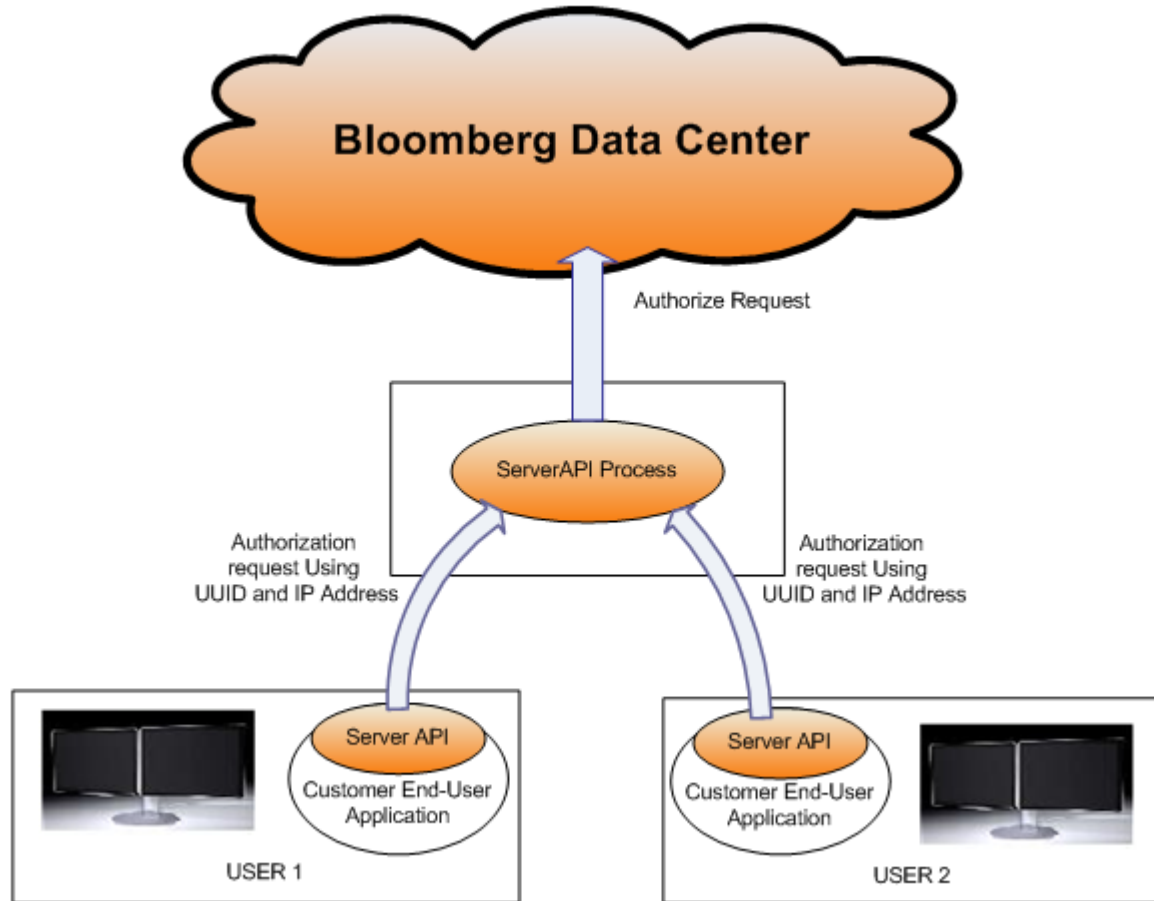 Bloomberg Data Center
Authorize Request
ServerAPI Process
Authorization
request Using
UUID and IP Address
Authorization
request Using
UUID and IP Address
Server API
Customer End-User
Application
USER 1
Server API
Customer End-User
Application
USER 2